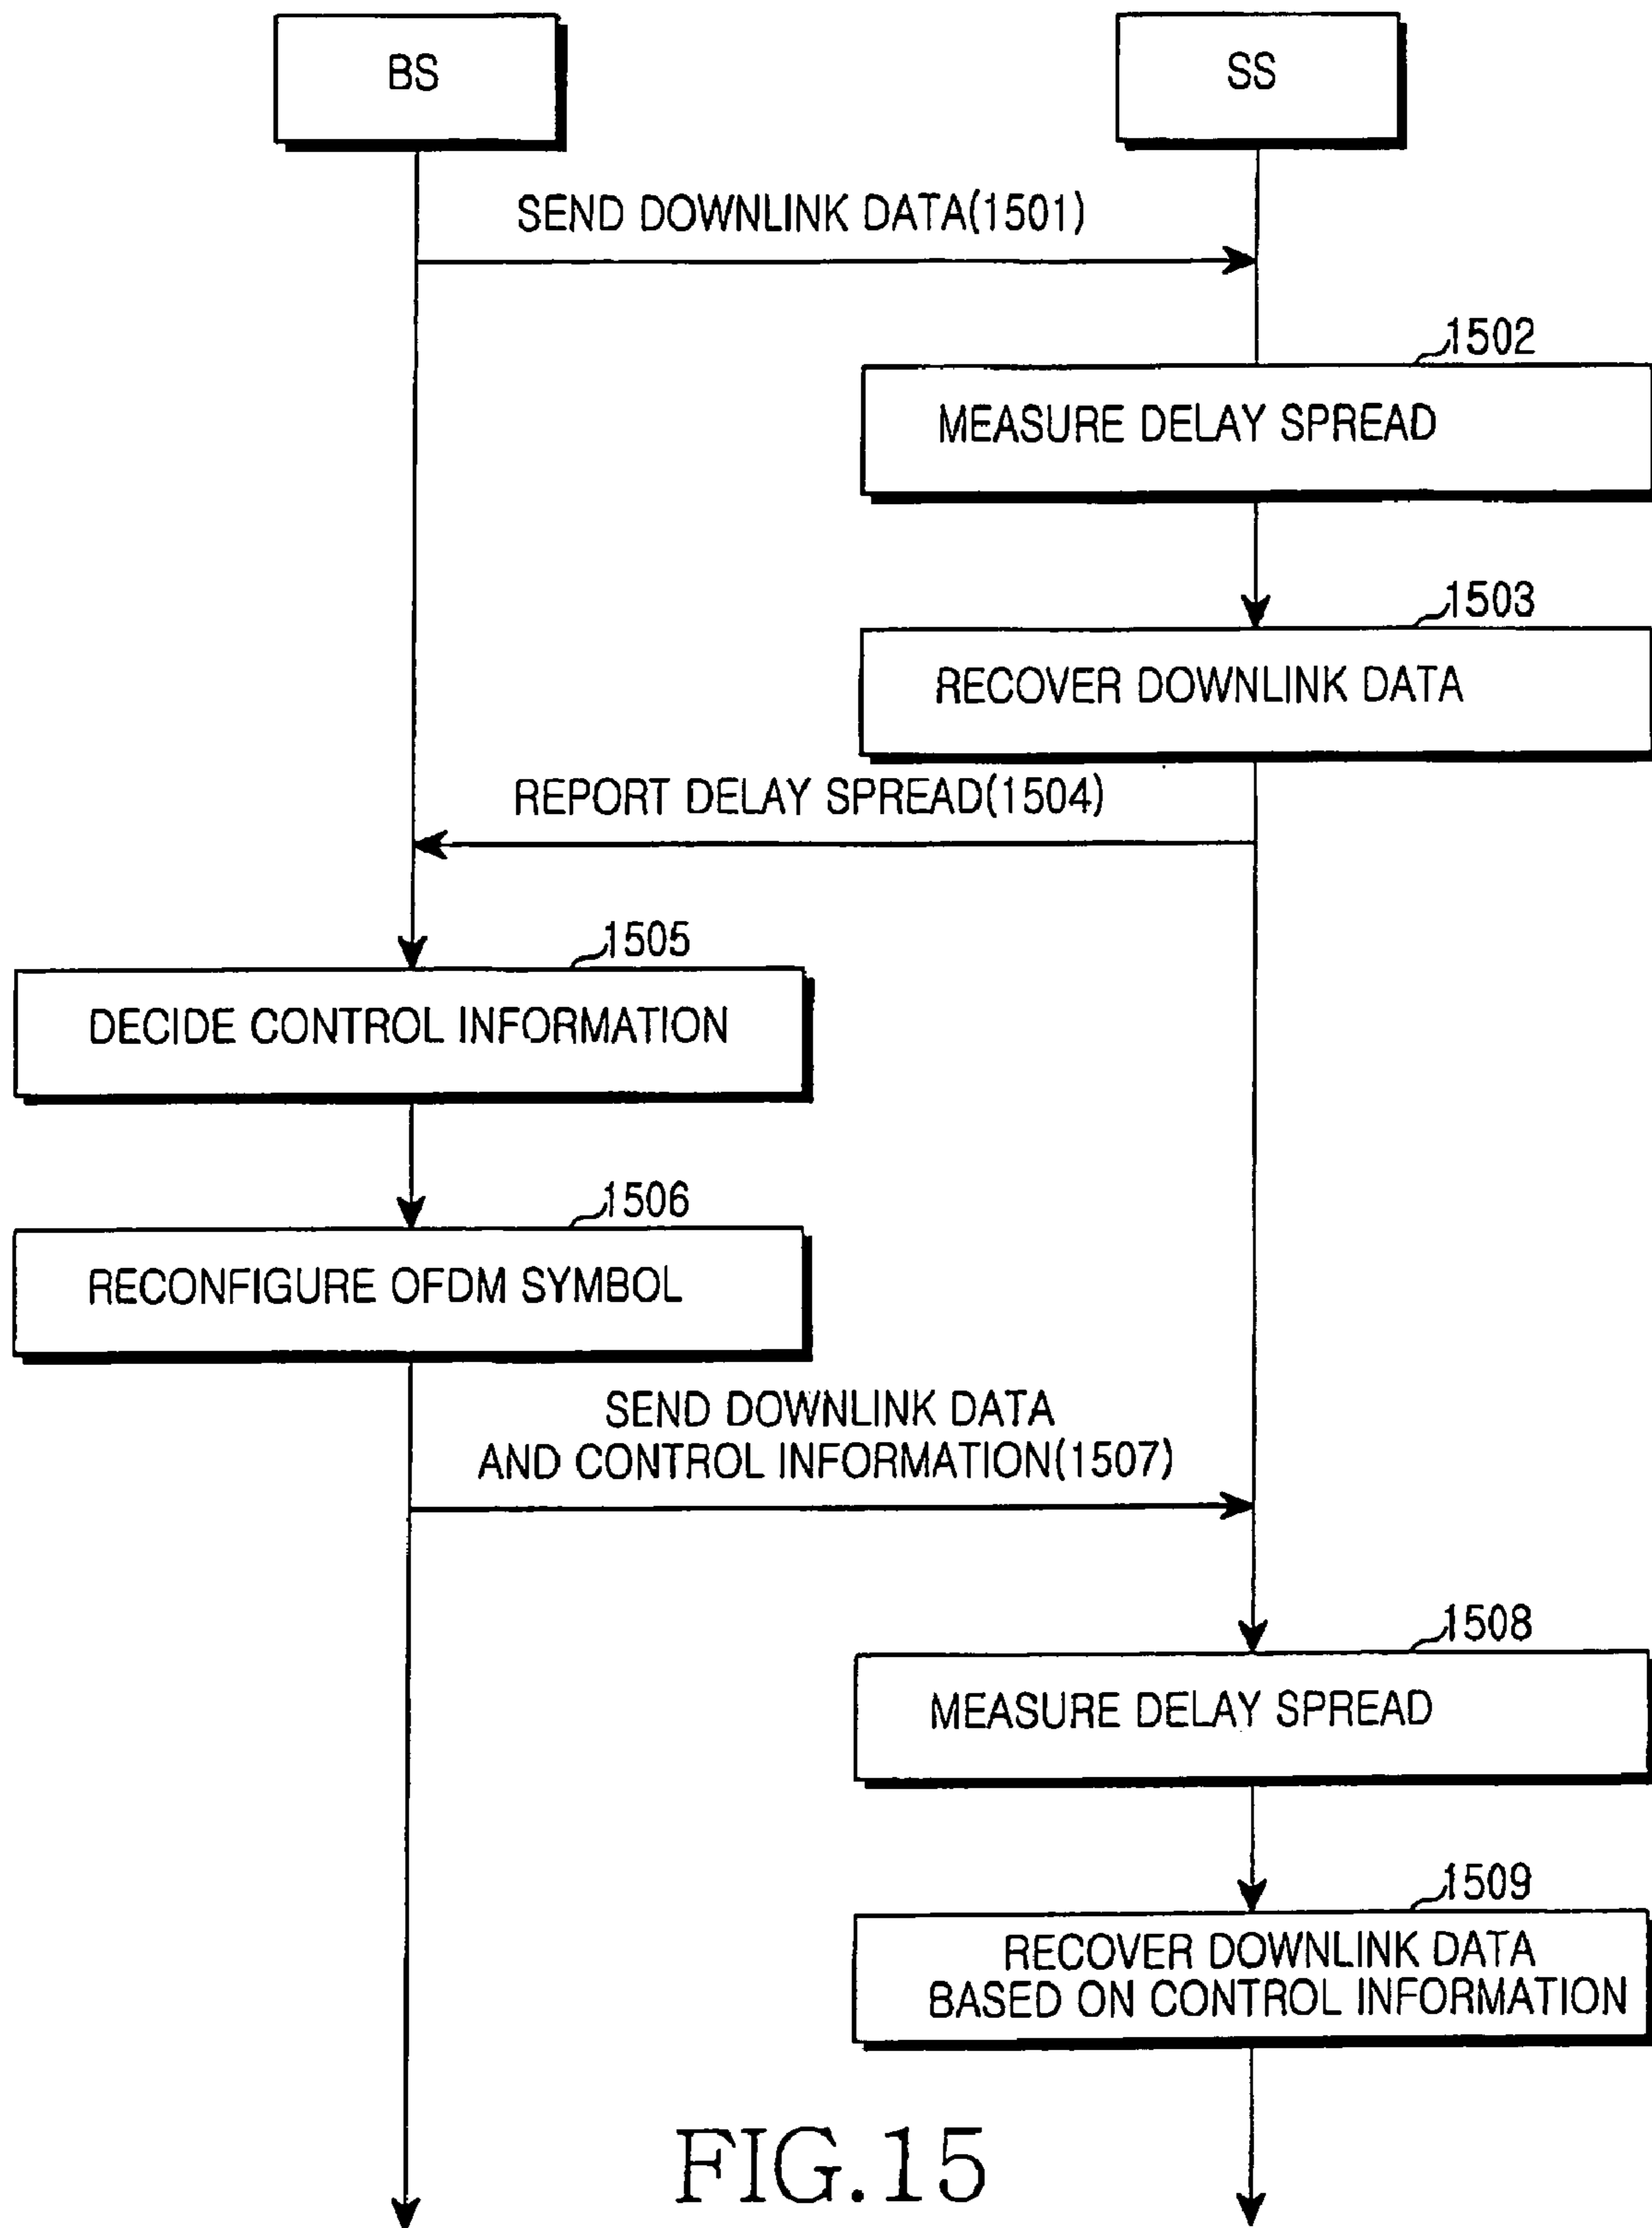 BS
SS
SEND DOWNLINK DATA(1501)
1502
MEASURE DELAY SPREAD
1503
RECOVER DOWNLINK DATA
REPORT DELAY SPREAD(1504)
1505
DECIDE CONTROL INFORMATION
1506
RECONFIGURE OFDM SYMBOL
SEND DOWNLINK DATA
AND CONTROL INFORMATION(1507)
1508
MEASURE DELAY SPREAD
1509
RECOVER DOWNLINK DATA
BASED ON CONTROL INFORMATION
FIG.15